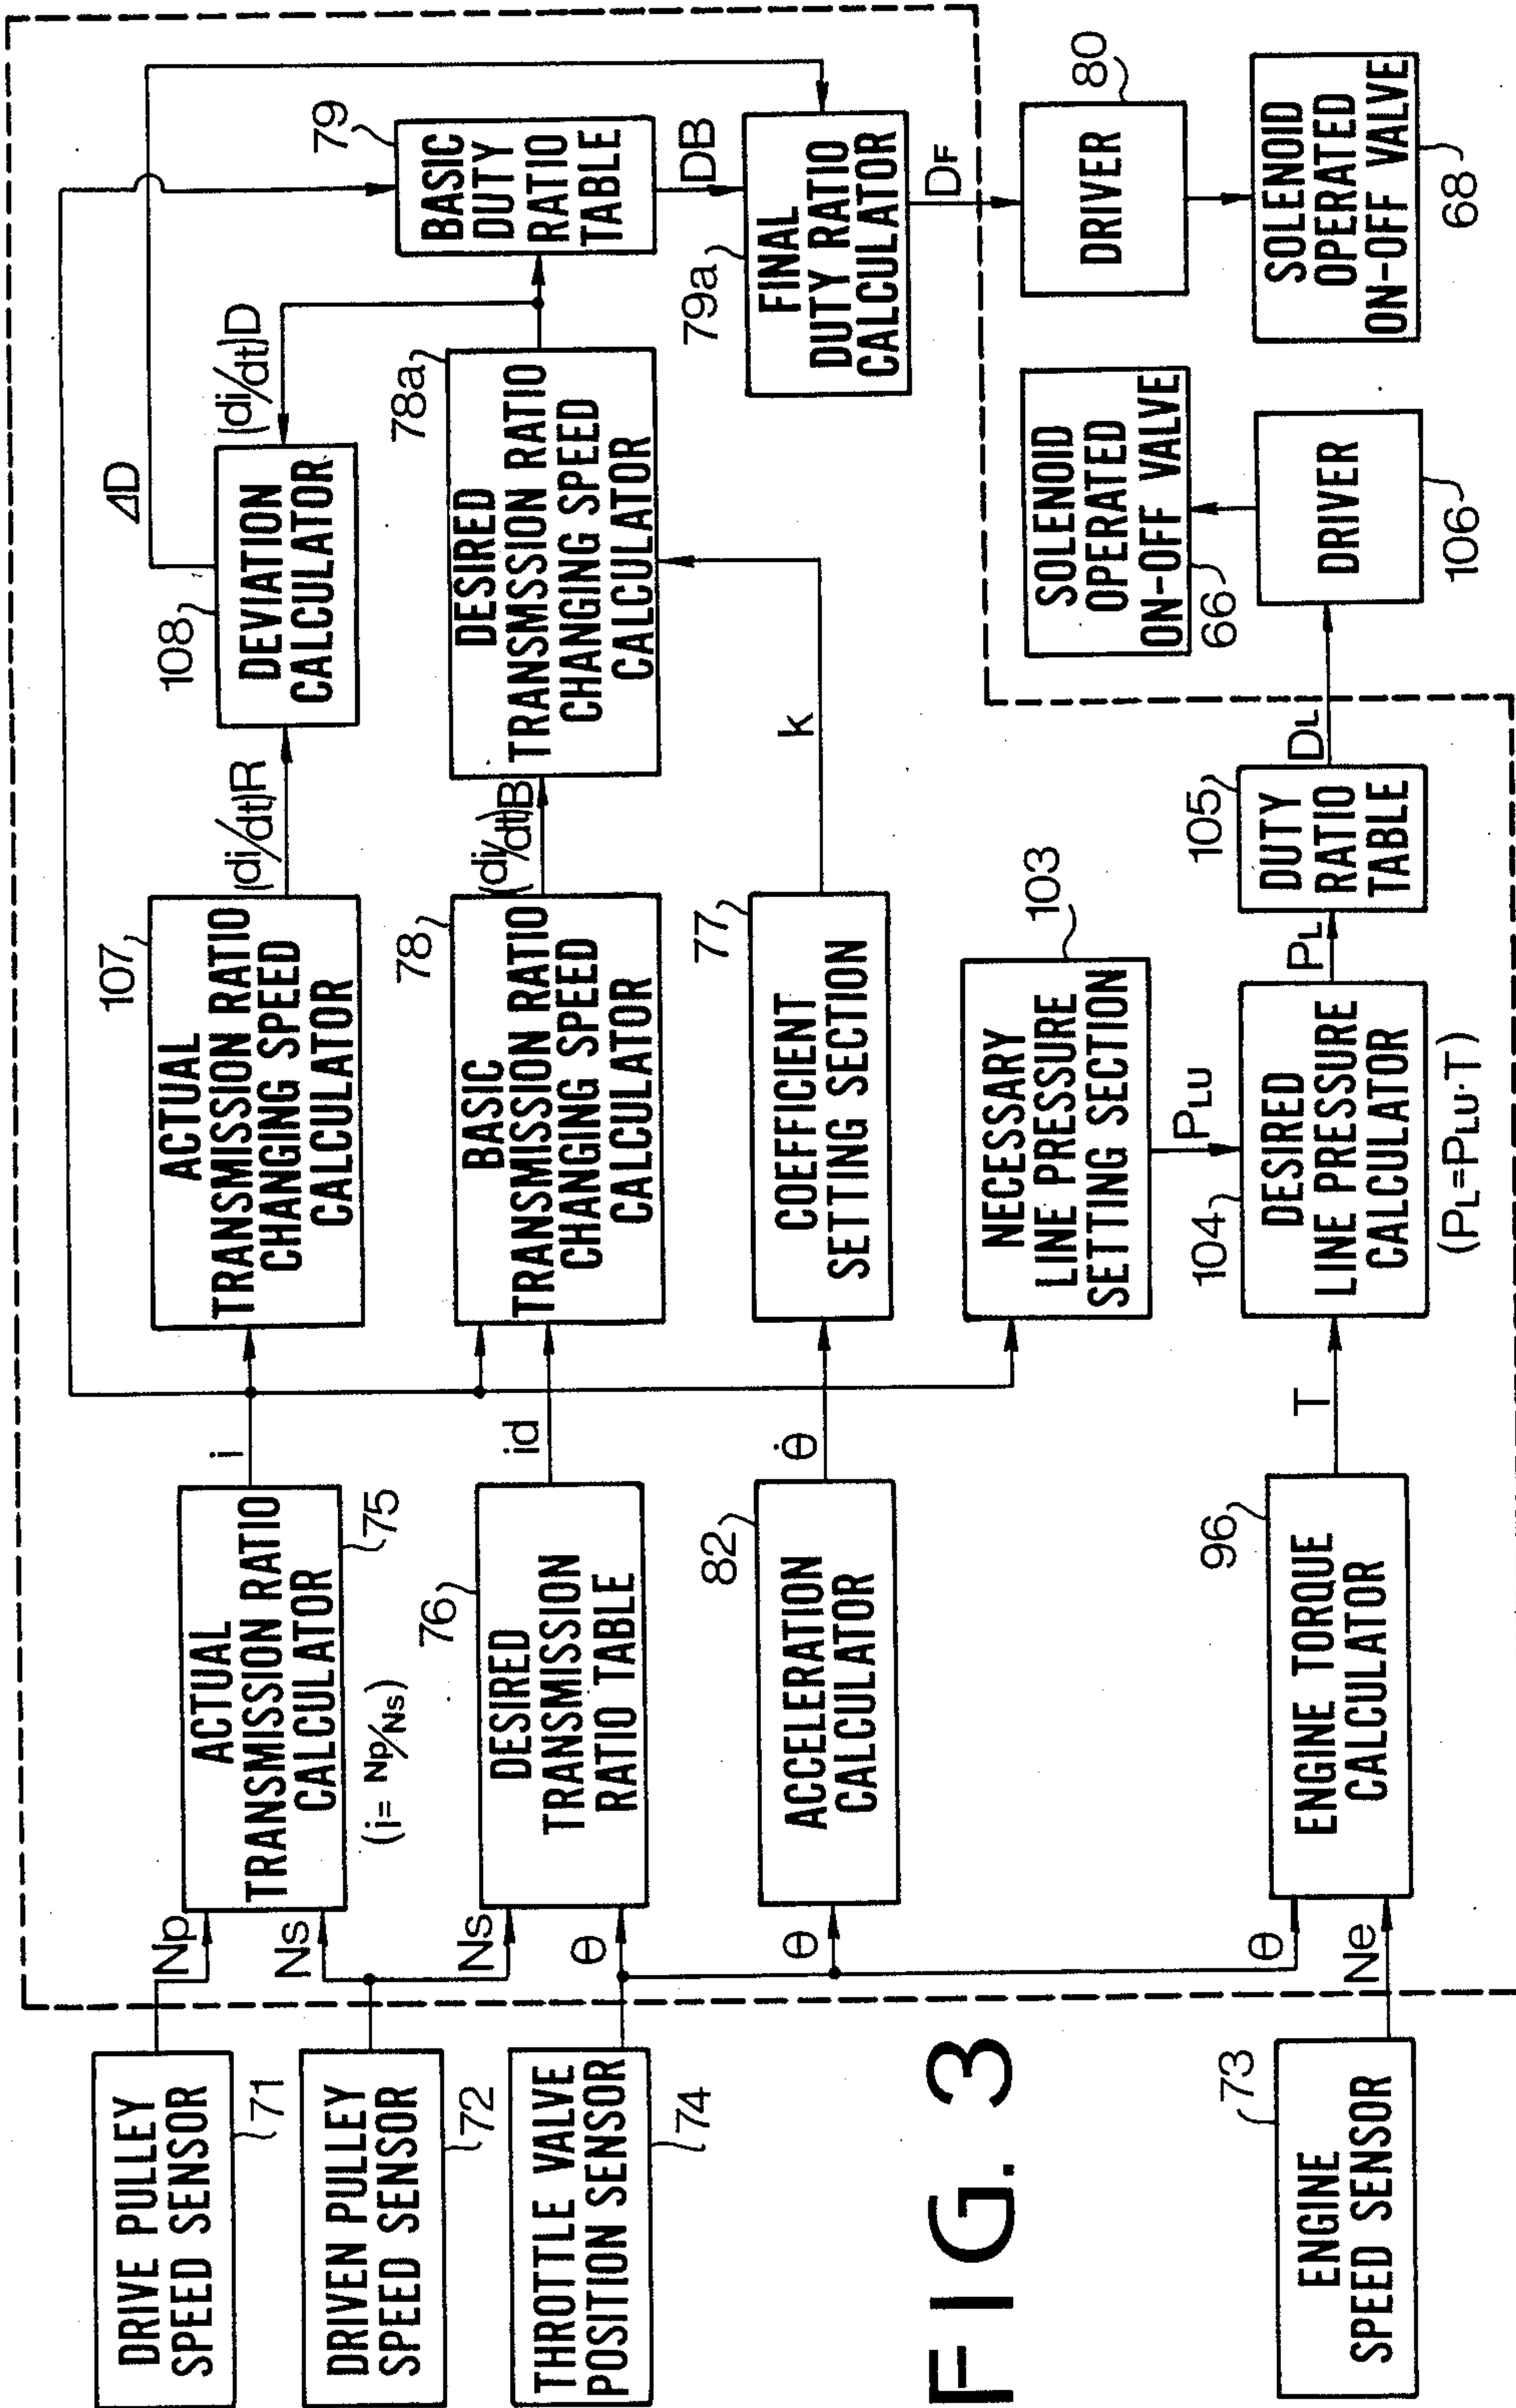 DRIVE PULLEY
SPEED SENSOR
71
DRIVEN PULLEY
SPEED SENSOR
72
THROTTLE VALVE
POSITION SENSOR
74
FIG. 3
ENGINE
SPEED SENSOR
73
Np
Ns
Ns
θ
θ
θ
Ne
ACTUAL
TRANSMISSION RATIO
CALCULATOR
75
(i= Np/Ns)
DESIRED
TRANSMISSION
RATIO TABLE
76
ACCELERATION
CALCULATOR
82
ENGINE TORQUE
CALCULATOR
96
i
id
θ̇
T
ACTUAL
TRANSMISSION RATIO
CHANGING SPEED
CALCULATOR
107
BASIC
TRANSMISSION RATIO
CHANGING SPEED
CALCULATOR
78
COEFFICIENT
SETTING SECTION
77
NECESSARY
LINE PRESSURE
SETTING SECTION
103
PLU
DESIRED
LINE PRESSURE
CALCULATOR
104
(PL=PLU·T)
(di/dt)R
(di/dt)B
k
PL
DUTY
RATIO
TABLE
105
DL
DEVIATION
CALCULATOR
108
DESIRED
TRANSMSSION RATIO
CHANGING SPEED
CALCULATOR
78a
(di/dt)D
ΔD
BASIC
DUTY
RATIO
TABLE
79
DB
FINAL
DUTY RATIO
CALCULATOR
79a
DF
SOLENOID
OPERATED
ON-OFF VALVE
66
DRIVER
106
DRIVER
80
SOLENOID
OPERATED
ON-OFF VALVE
68